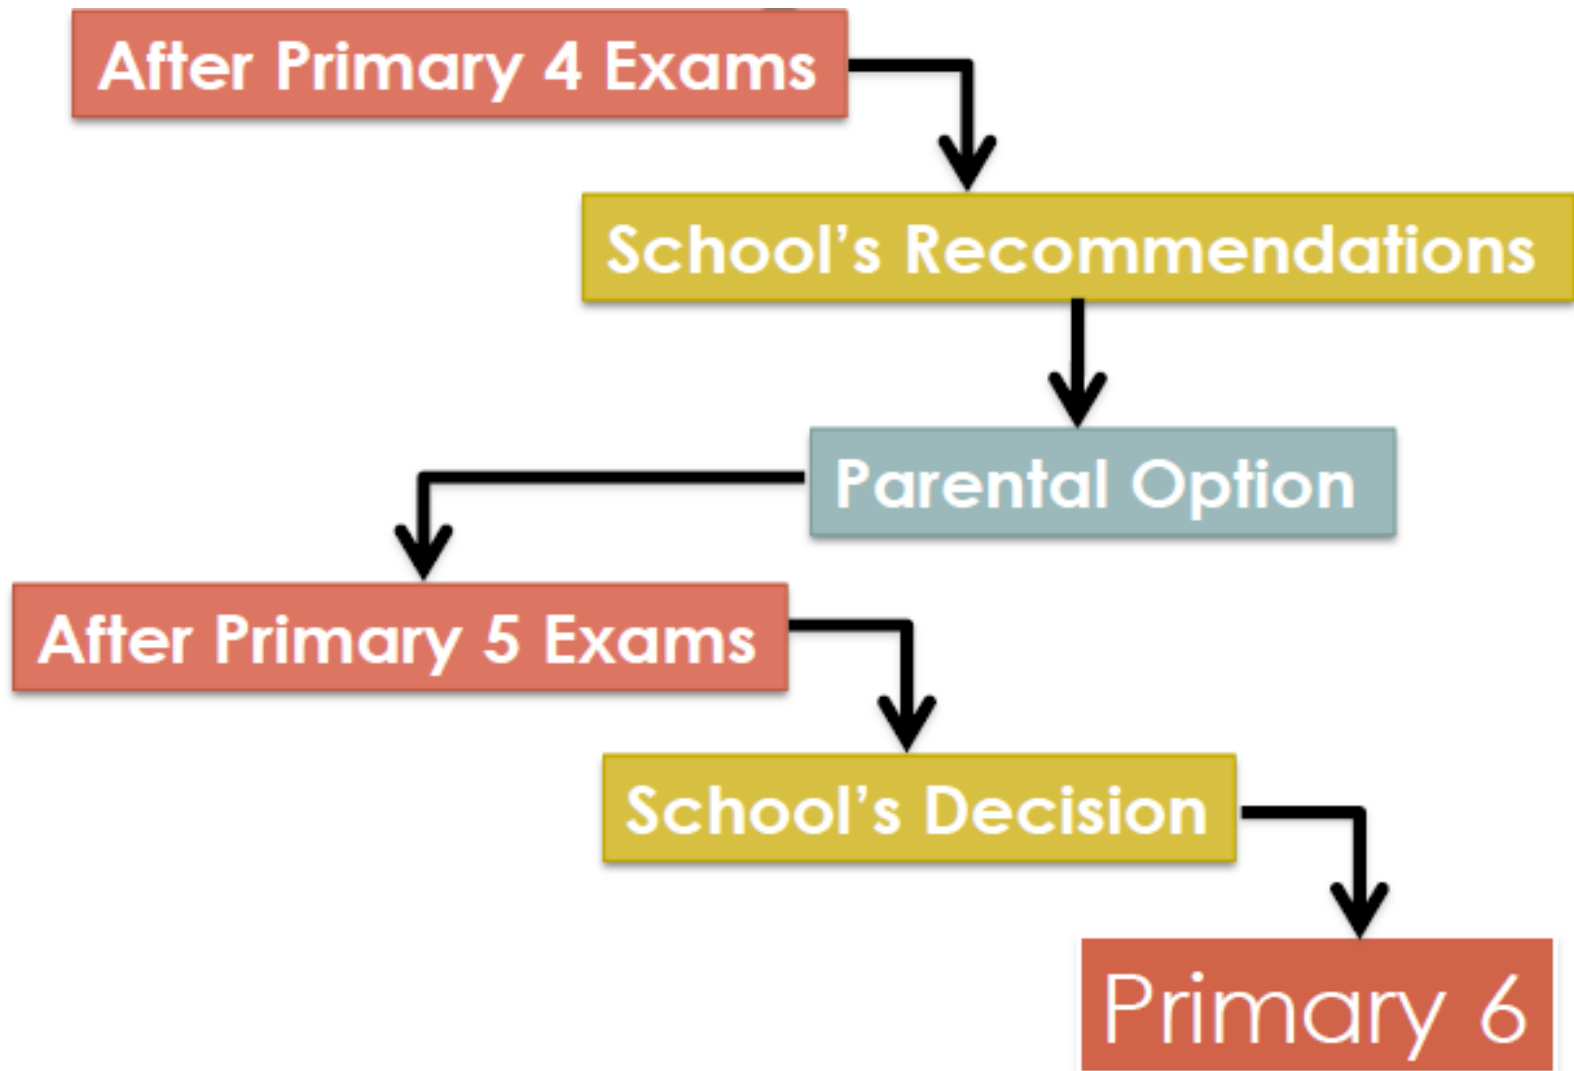 After Primary 4 Exams
School’s Recommendations
Parental Option
After Primary 5 Exams
School’s Decision
Primary 6